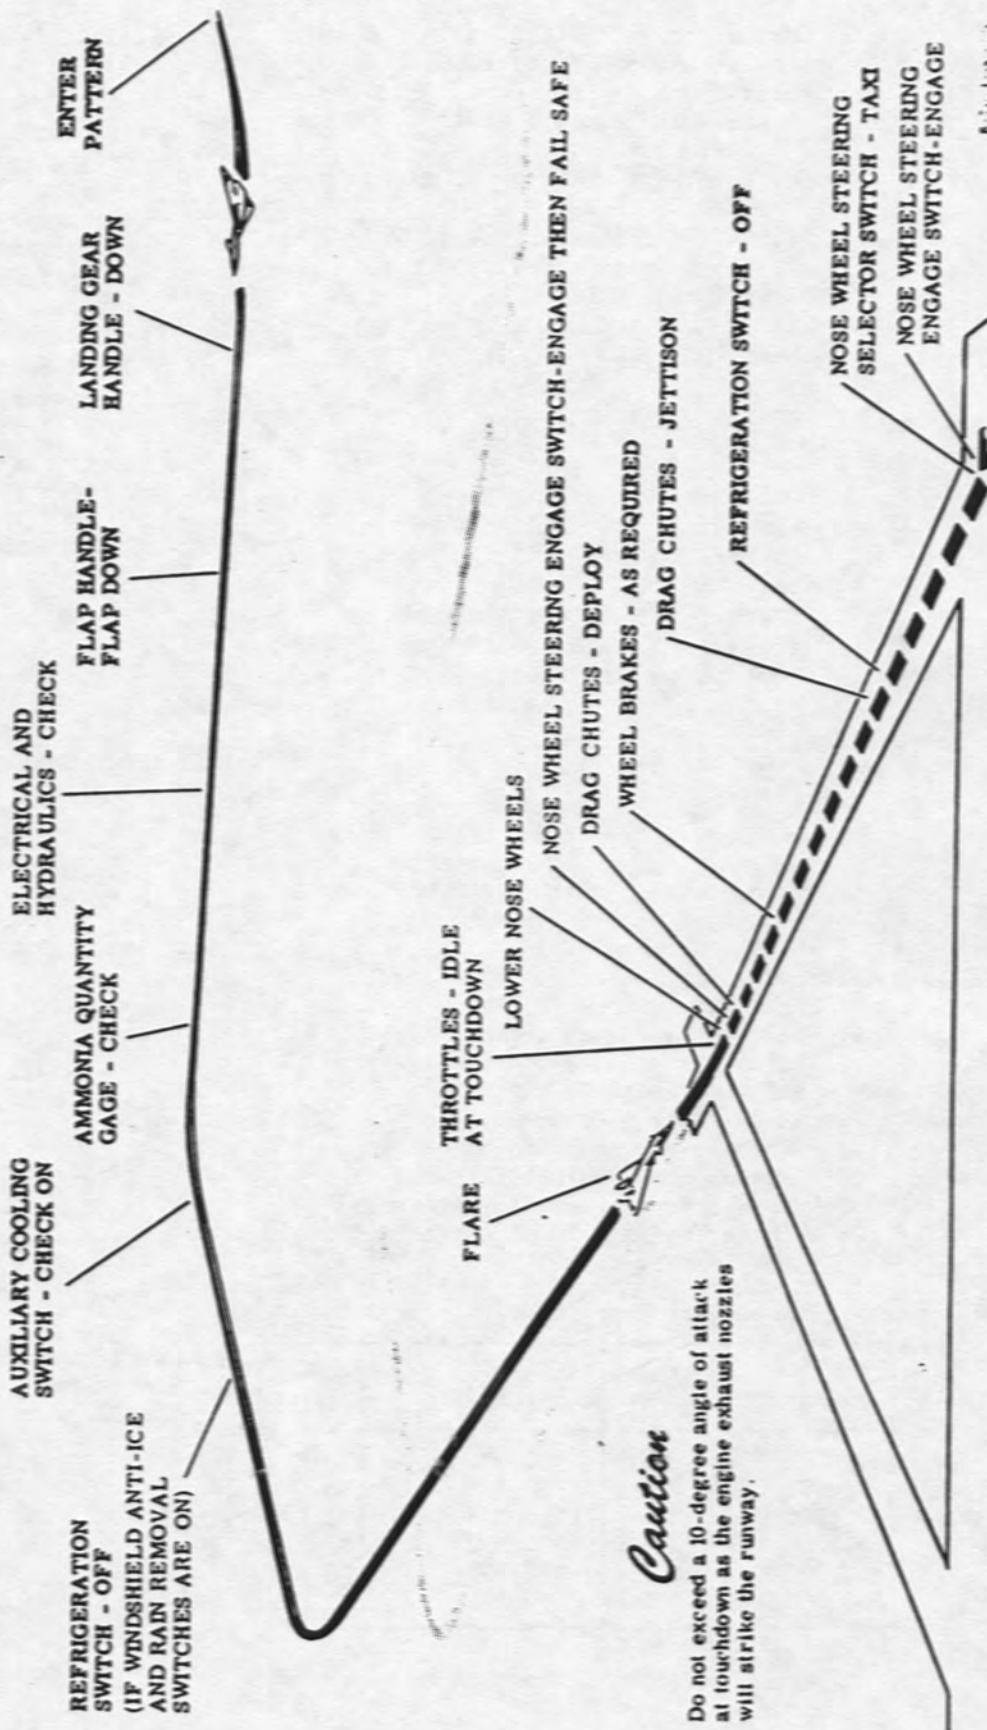 ENTER
PATTERN
LANDING GEAR
HANDLE - DOWN
FLAP HANDLE-
FLAP DOWN
ELECTRICAL AND
HYDRAULICS - CHECK
AMMONIA QUANTITY
GAGE - CHECK
AUXILIARY COOLING
SWITCH - CHECK ON
REFRIGERATION
SWITCH - OFF
(IF WINDSHIELD ANTI-ICE
AND RAIN REMOVAL
SWITCHES ARE ON)
FLARE
THROTTLES - IDLE
AT TOUCHDOWN
LOWER NOSE WHEELS
NOSE WHEEL STEERING ENGAGE SWITCH-ENGAGE THEN FAIL SAFE
DRAG CHUTES - DEPLOY
WHEEL BRAKES - AS REQUIRED
DRAG CHUTES - JETTISON
REFRIGERATION SWITCH - OFF
NOSE WHEEL STEERING
SELECTOR SWITCH - TAXI
NOSE WHEEL STEERING
ENGAGE SWITCH-ENGAGE
Caution
Do not exceed a 10-degree angle of attack
at touchdown as the engine exhaust nozzles
will strike the runway.